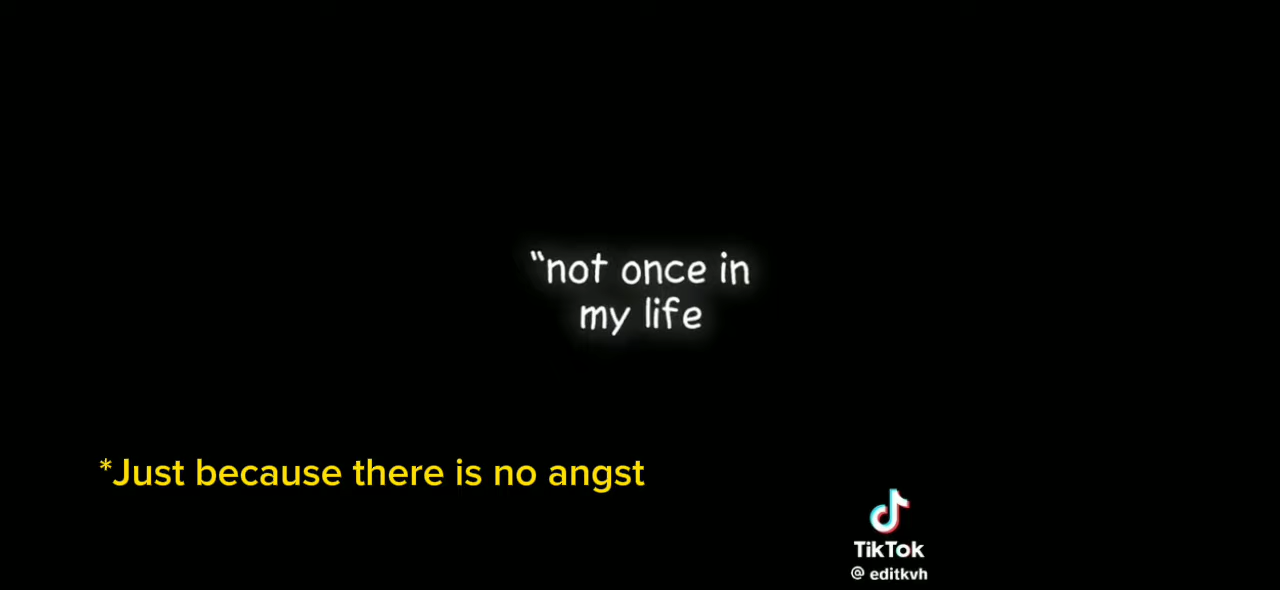 “not once in
my life
*Just because there is no angst
TikTok
@ editkvh